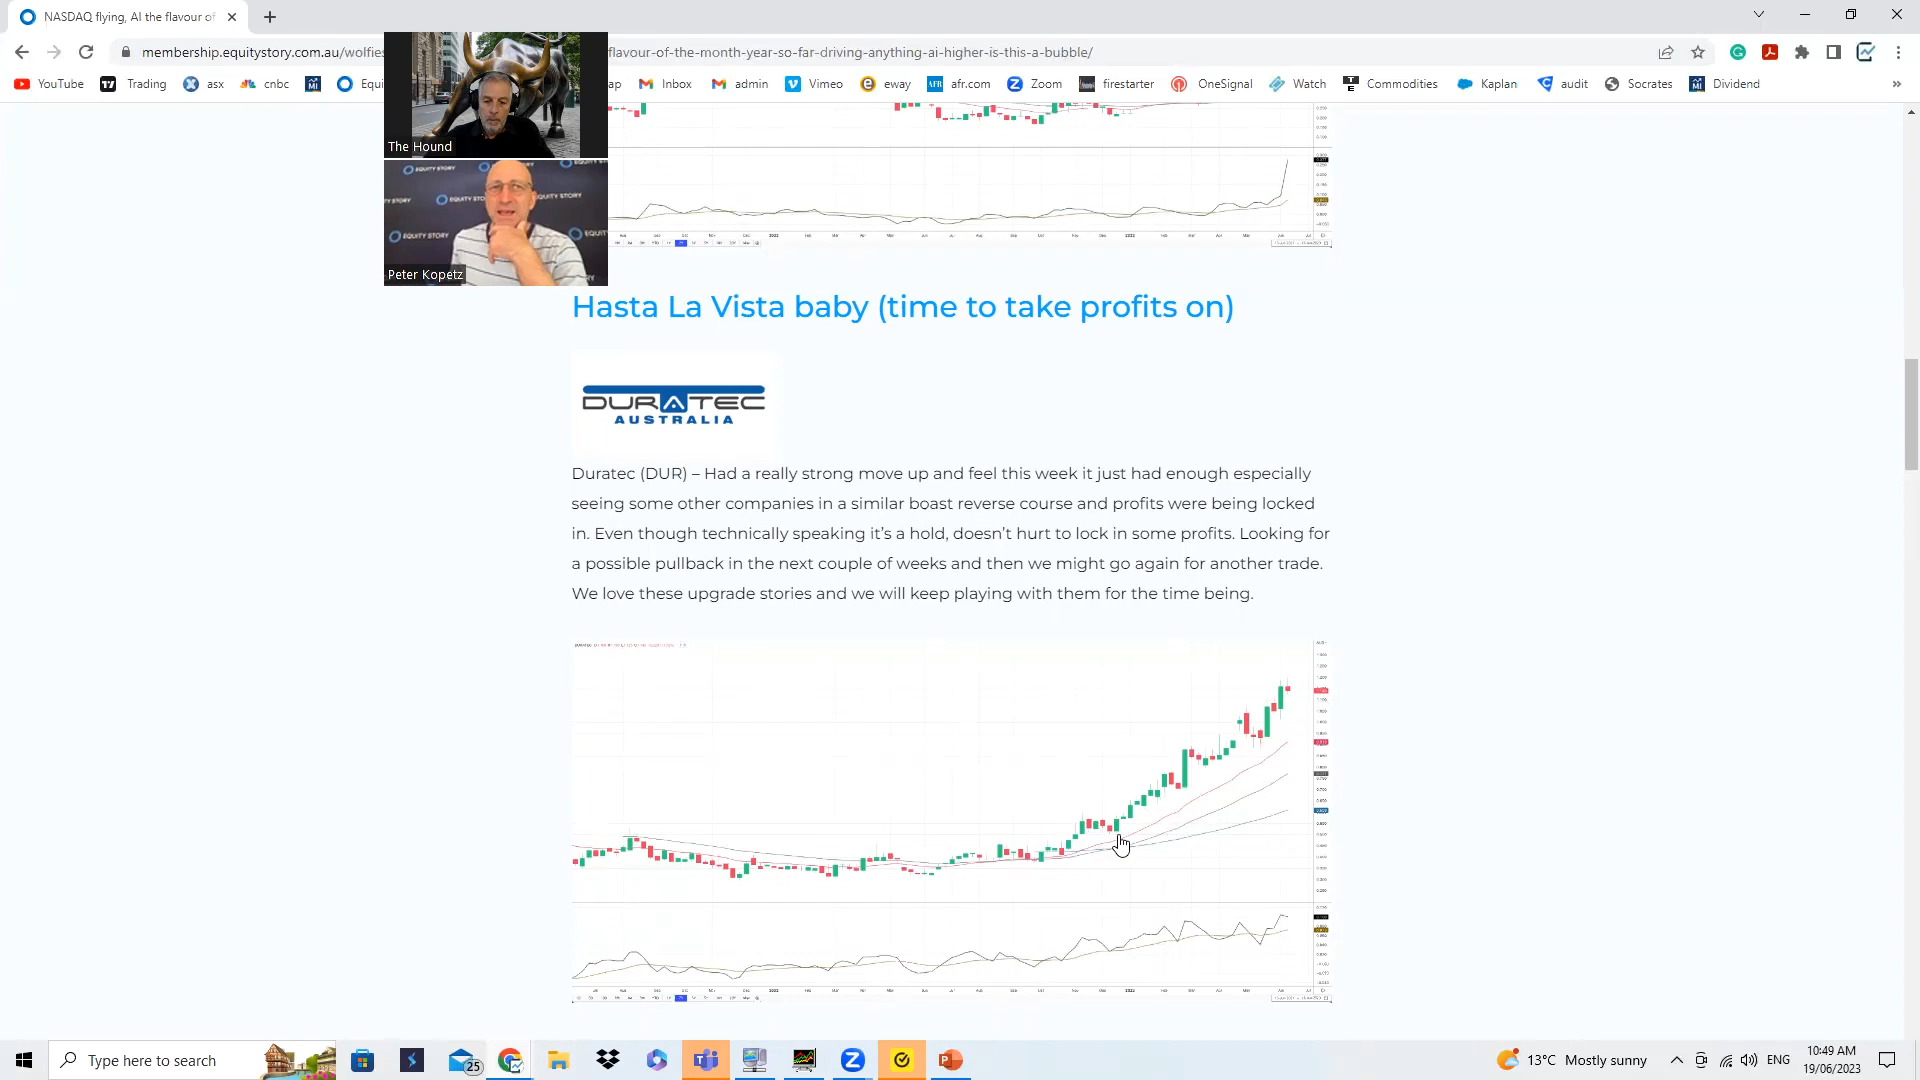 NASDAQ flying, AI the flavour of
membership.equitystory.com.au/wolfies
flavour-of-the-month-year-so-far-driving-anything-ai-higher-is-this-a-bubble/
YouTube Trading asx cnbc Equi ap Inbox admin Vimeo eway afr.com Zoom firestarter OneSignal Watch Commodities Kaplan audit Socrates Dividend
The Hound
EQUITY STORY
Peter Kopetz
Hasta La Vista baby (time to take profits on)
DURATEC
AUSTRALIA
Duratec (DUR) – Had a really strong move up and feel this week it just had enough especially
seeing some other companies in a similar boast reverse course and profits were being locked
in. Even though technically speaking it’s a hold, doesn’t hurt to lock in some profits. Looking for
a possible pullback in the next couple of weeks and then we might go again for another trade.
We love these upgrade stories and we will keep playing with them for the time being.
Type here to search
25
13°C Mostly sunny
ENG
10:49 AM
19/06/2023